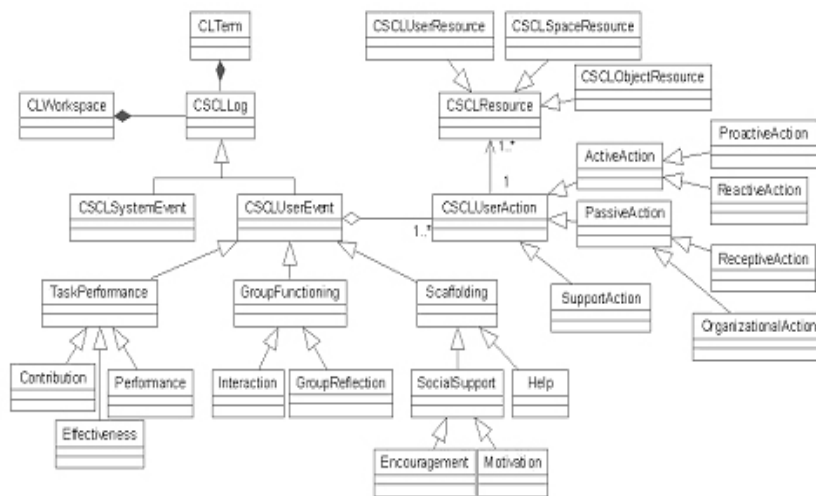 CLTerm
CSCLUserResource
CSCLSpaceResource
CSCLObjectResource
CLWorkspace
CSCLLog
CSCLResource
1..*
ProactiveAction
ActiveAction
1
ReactiveAction
CSCLSystemEvent
CSCLUserEvent
1..*
CSCLUserAction
PassiveAction
ReceptiveAction
TaskPerformance
GroupFunctioning
Scaffolding
SupportAction
OrganizationalAction
Contribution
Performance
Interaction
GroupReflection
SocialSupport
Help
Effectiveness
Encouragement
Motivation